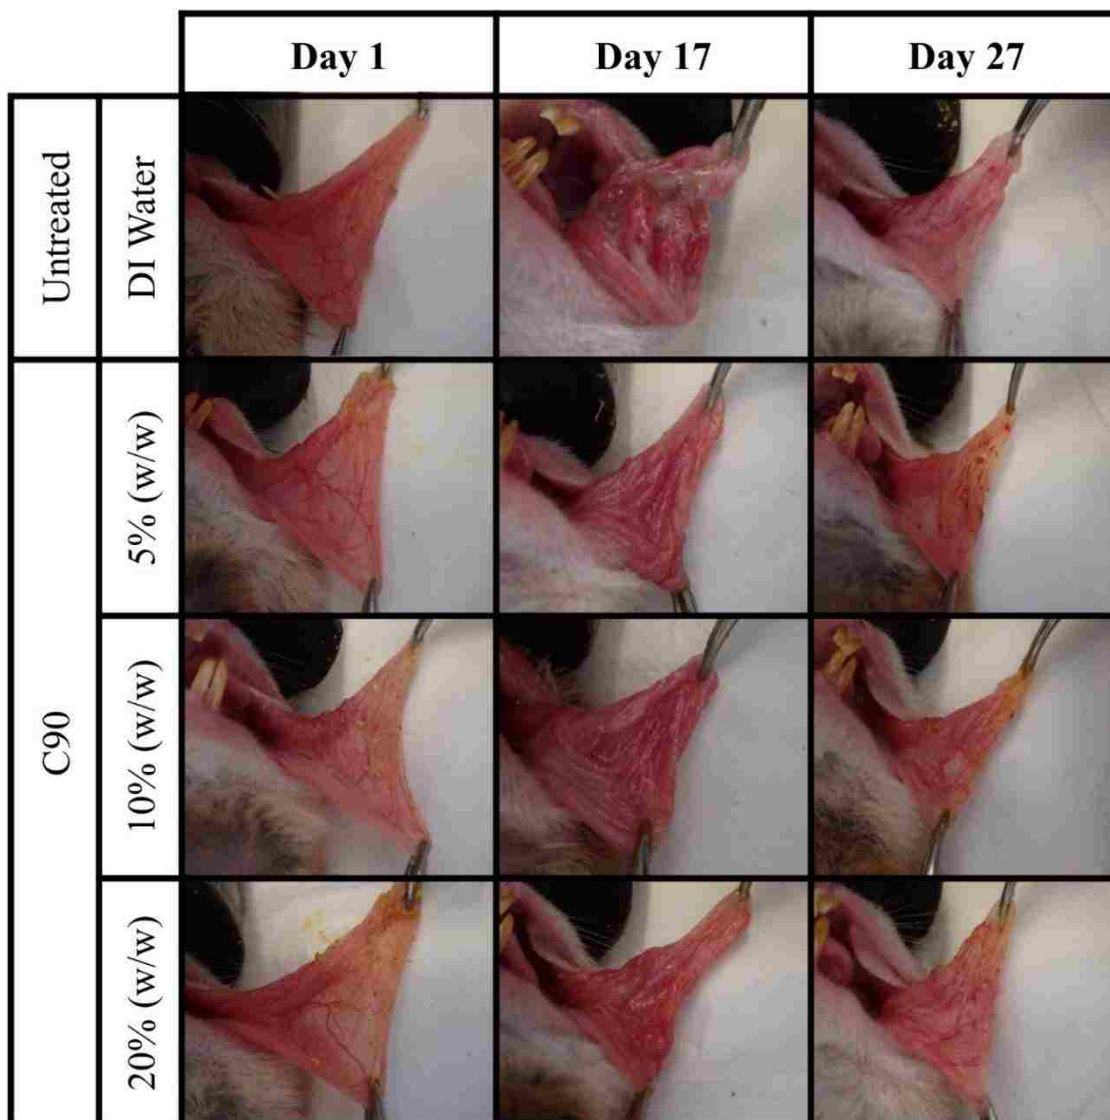 Day 1
Day 17
Day 27
Untreated
DI Water
C90
5% (w/w)
10% (w/w)
20% (w/w)